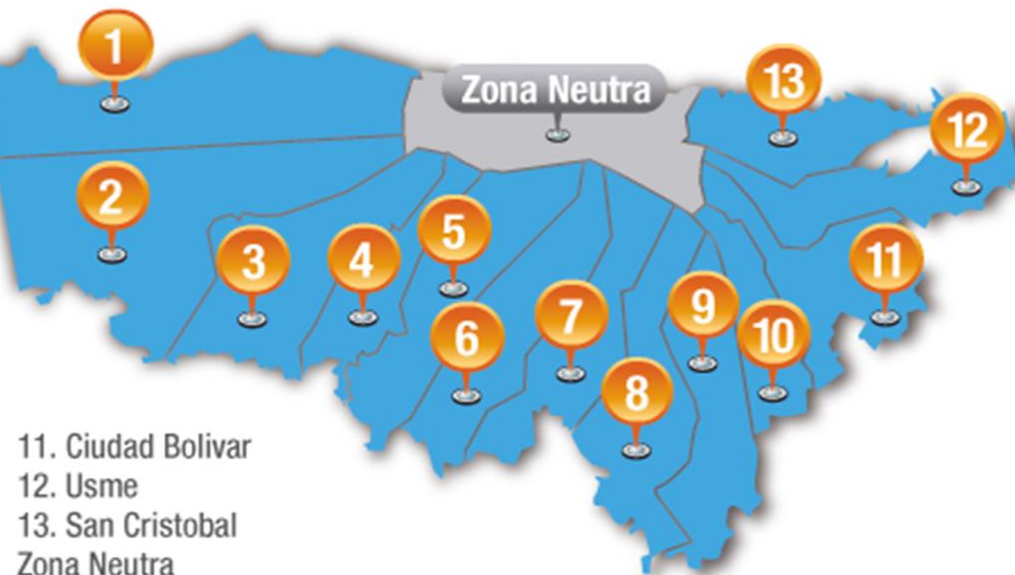 1
Zona Neutra
13
12
2
3
4
5
11
6
7
9
10
8
11. Ciudad Bolivar
12. Usme
13. San Cristobal
Zona Neutra